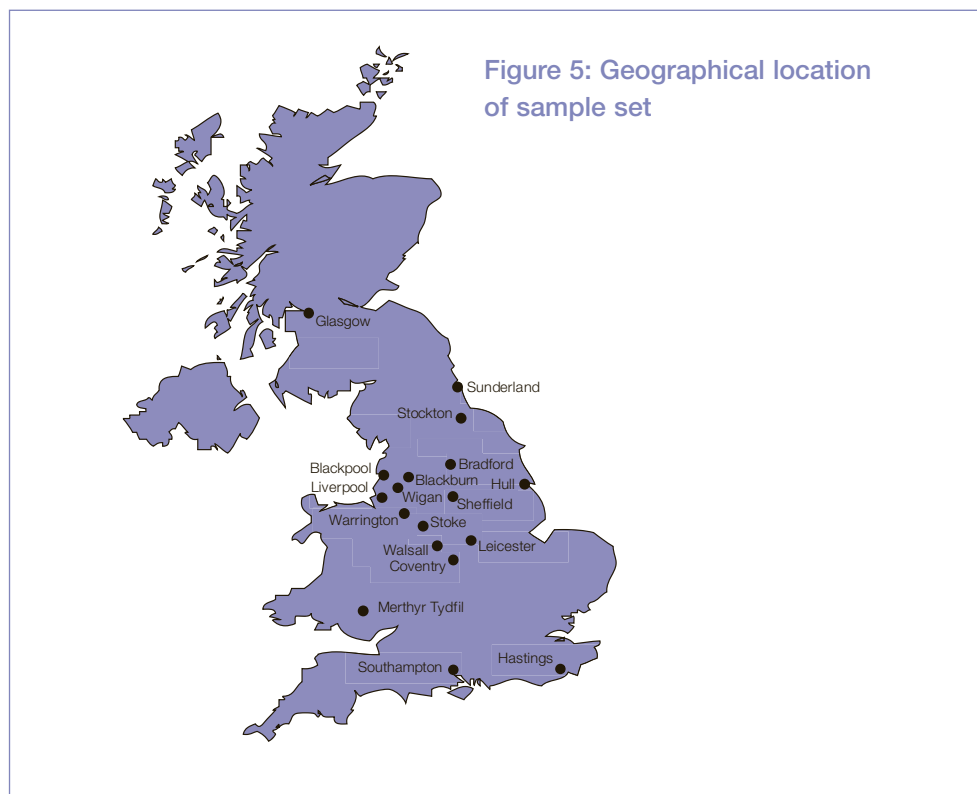 Figure 5: Geographical location
of sample set
Glasgow
Sunderland
Stockton
Bradford
Blackpool
Blackburn
Liverpool
Hull
Wigan
Sheffield
Warrington
Stoke
Leicester
Walsall
Coventry
Merthyr Tydfil
Hastings
Southampton